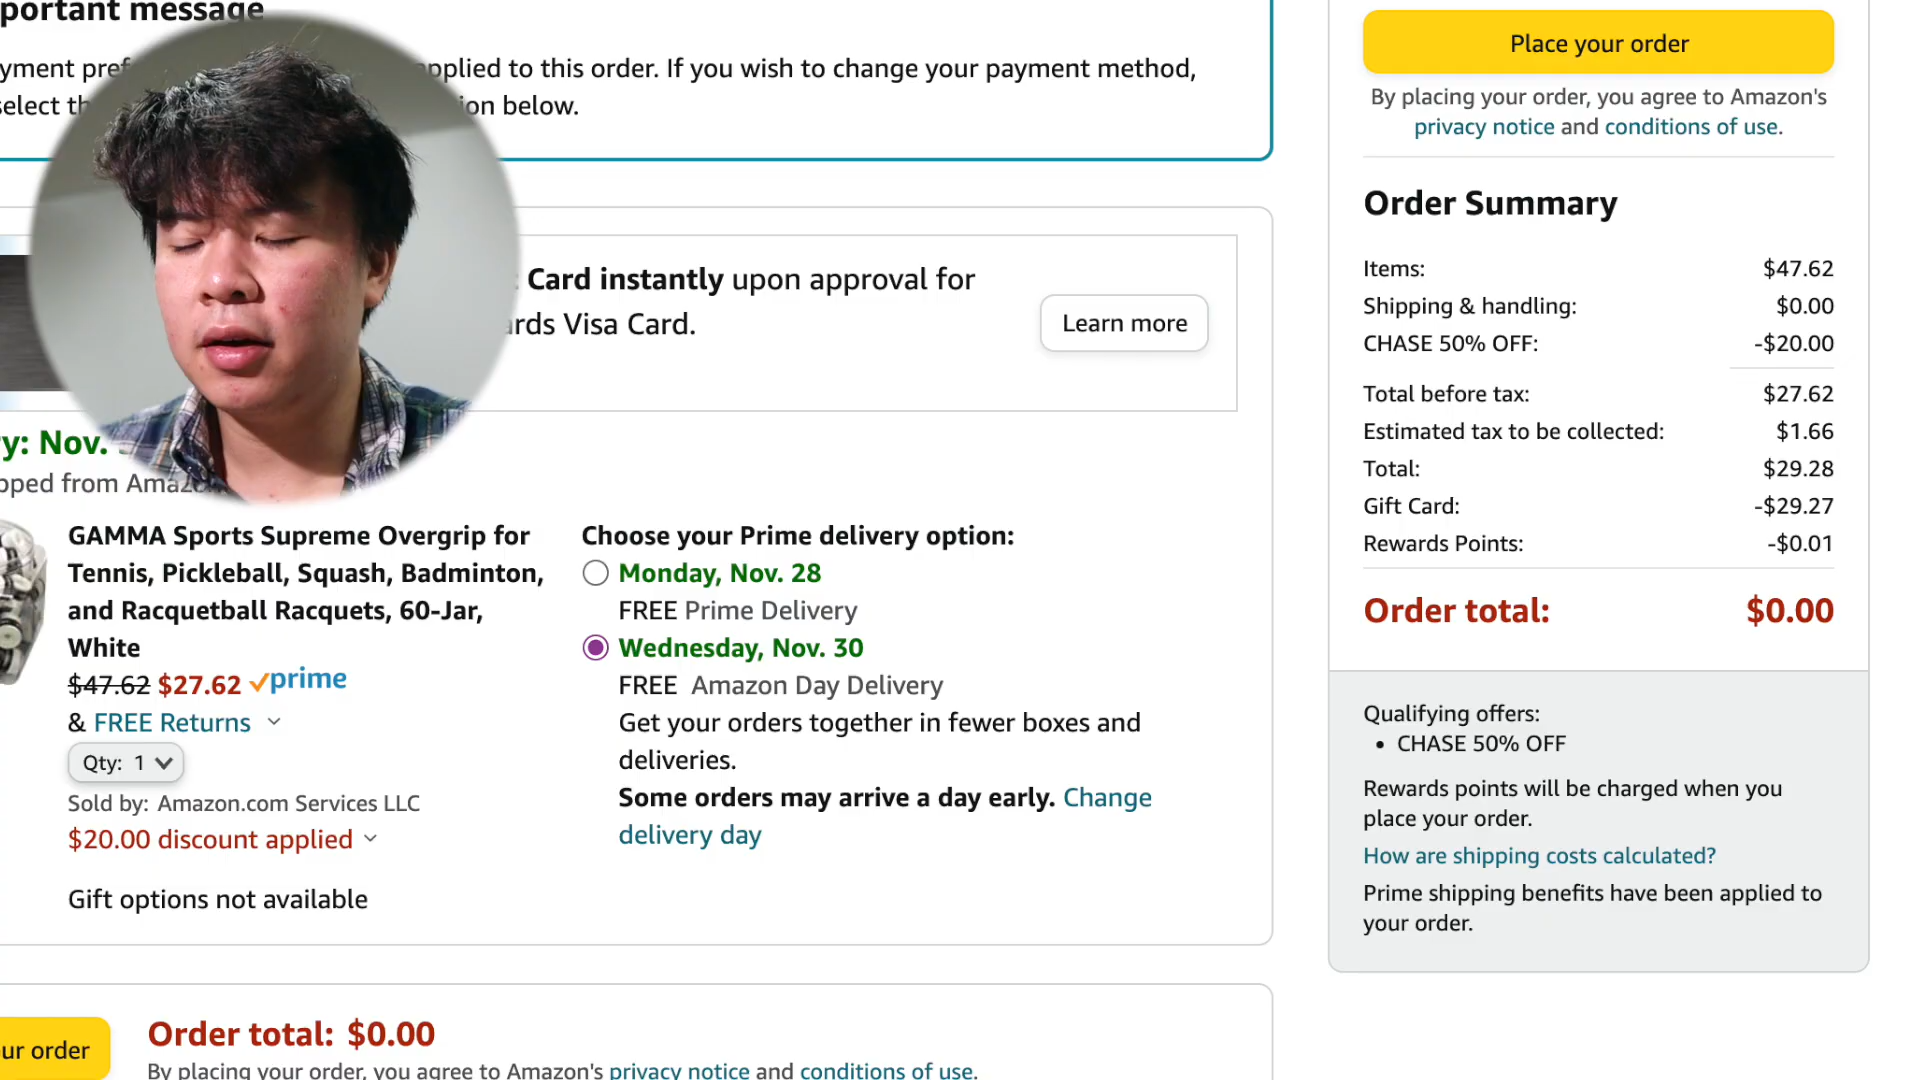 portant message
applied to this order. If you wish to change your payment method,
select
below.
Card instantly upon approval for
Visa Card.
Learn more
Nov.
from
GAMMA Sports Supreme Overgrip for
Tennis, Pickleball, Squash, Badminton,
and Racquetball Racquets, 60-Jar,
White
$47.62 $27.62 prime
& FREE Returns
Qty: 1
Sold by: Amazon.com Services LLC
$20.00 discount applied
Gift options not available
Choose your Prime delivery option:
Monday, Nov. 28
FREE Prime Delivery
Wednesday, Nov. 30
FREE Amazon Day Delivery
Get your orders together in fewer boxes and
deliveries.
Some orders may arrive a day early. Change
delivery day
ur order
Order total: $0.00
By placing your order, you agree to Amazon's privacy notice and conditions of use.
Place your order
By placing your order, you agree to Amazon's
privacy notice and conditions of use.
Order Summary
Items: $47.62
Shipping & handling: $0.00
CHASE 50% OFF: -$20.00
Total before tax: $27.62
Estimated tax to be collected: $1.66
Total: $29.28
Gift Card: -$29.27
Rewards Points: -$0.01
Order total: $0.00
Qualifying offers:
• CHASE 50% OFF
Rewards points will be charged when you
place your order.
How are shipping costs calculated?
Prime shipping benefits have been applied to
your order.